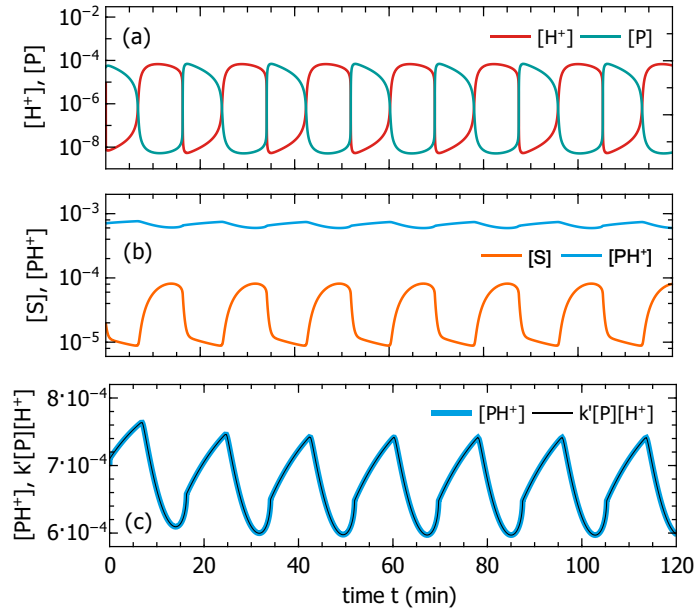 10⁻²
(a)
[H⁺]
[P]
10⁻⁴
10⁻⁶
10⁻⁸
[H⁺], [P]
10⁻³
(b)
[S]
[PH⁺]
10⁻⁴
10⁻⁵
[S], [PH⁺]
8·10⁻⁴
[PH⁺]
k'[P][H⁺]
7·10⁻⁴
6·10⁻⁴
(c)
[PH⁺], k'[P][H⁺]
0 20 40 60 80 100 120
time t (min)